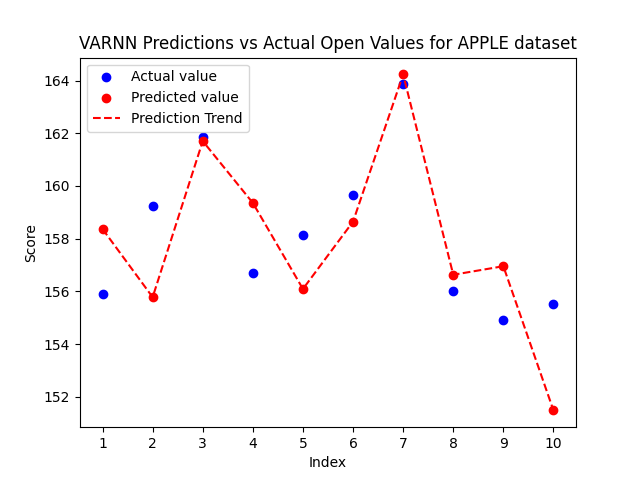 VARNN Predictions vs Actual Open Values for APPLE dataset
Actual value
Predicted value
Prediction Trend
164
162
160
158
156
154
152
Score
1 2 3 4 5 6 7 8 9 10
Index